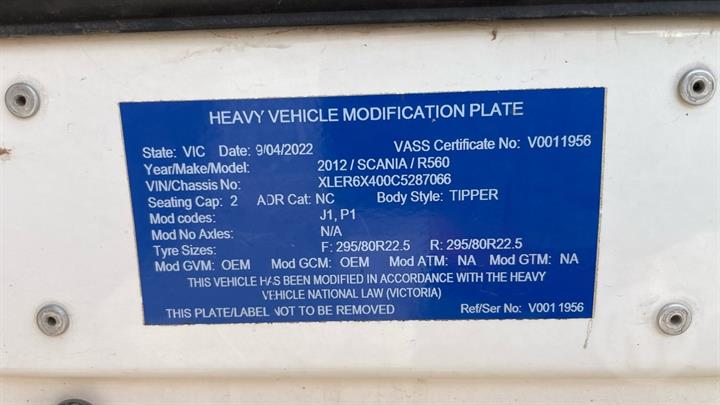 HEAVY VEHICLE MODIFICATION PLATE
State: VIC Date: 9/04/2022 VASS Certificate No: V0011956
Year/Make/Model: 2012 / SCANIA / R560
VIN/Chassis No: XLER6X400C5287066
Seating Cap: 2 ADR Cat: NC Body Style: TIPPER
Mod codes: J1, P1
Mod No Axles: N/A
Tyre Sizes: F: 295/80R22.5 R: 295/80R22.5
Mod GVM: OEM Mod GCM: OEM Mod ATM: NA Mod GTM: NA
THIS VEHICLE HAS BEEN MODIFIED IN ACCORDANCE WITH THE HEAVY
VEHICLE NATIONAL LAW (VICTORIA)
THIS PLATE/LABEL NOT TO BE REMOVED Ref/Ser No: V0011956